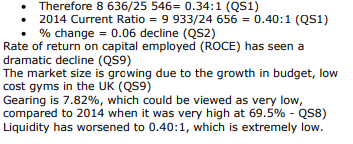 • Therefore 8 636/25 546= 0.34:1 (QS1)
• 2014 Current Ratio = 9 933/24 656 = 0.40:1 (QS1)
• % change = 0.06 decline (QS2)
Rate of return on capital employed (ROCE) has seen a
dramatic decline (QS9)
The market size is growing due to the growth in budget, low
cost gyms in the UK (QS9)
Gearing is 7.82%, which could be viewed as very low,
compared to 2014 when it was very high at 69.5% - QS8)
Liquidity has worsened to 0.40:1, which is extremely low.